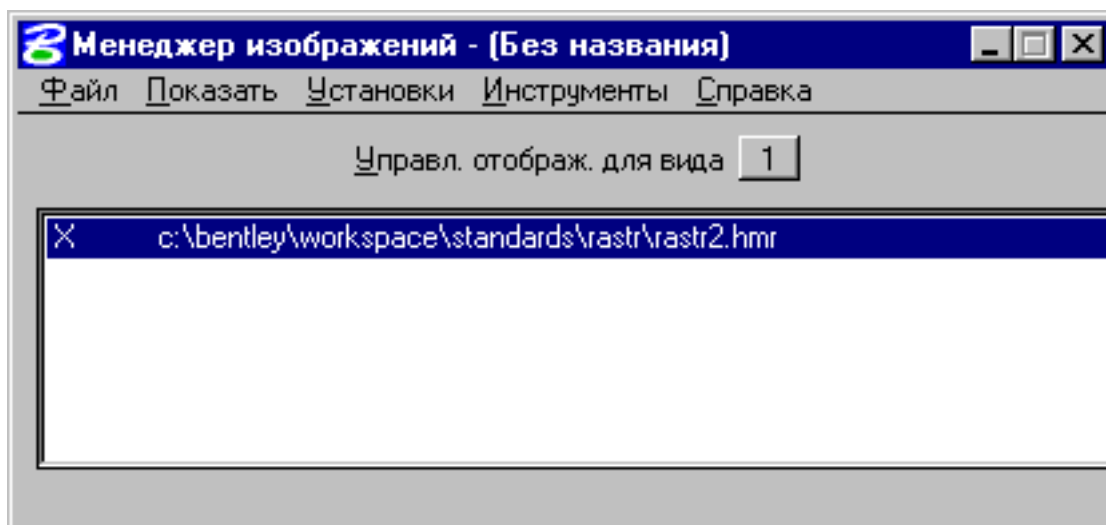 Менеджер изображений - (Без названия)
Файл Показать Установки Инструменты Справка
Управл. отображ. для вида 1
X c:\bentley\workspace\standards\rastr\rastr2.hmr